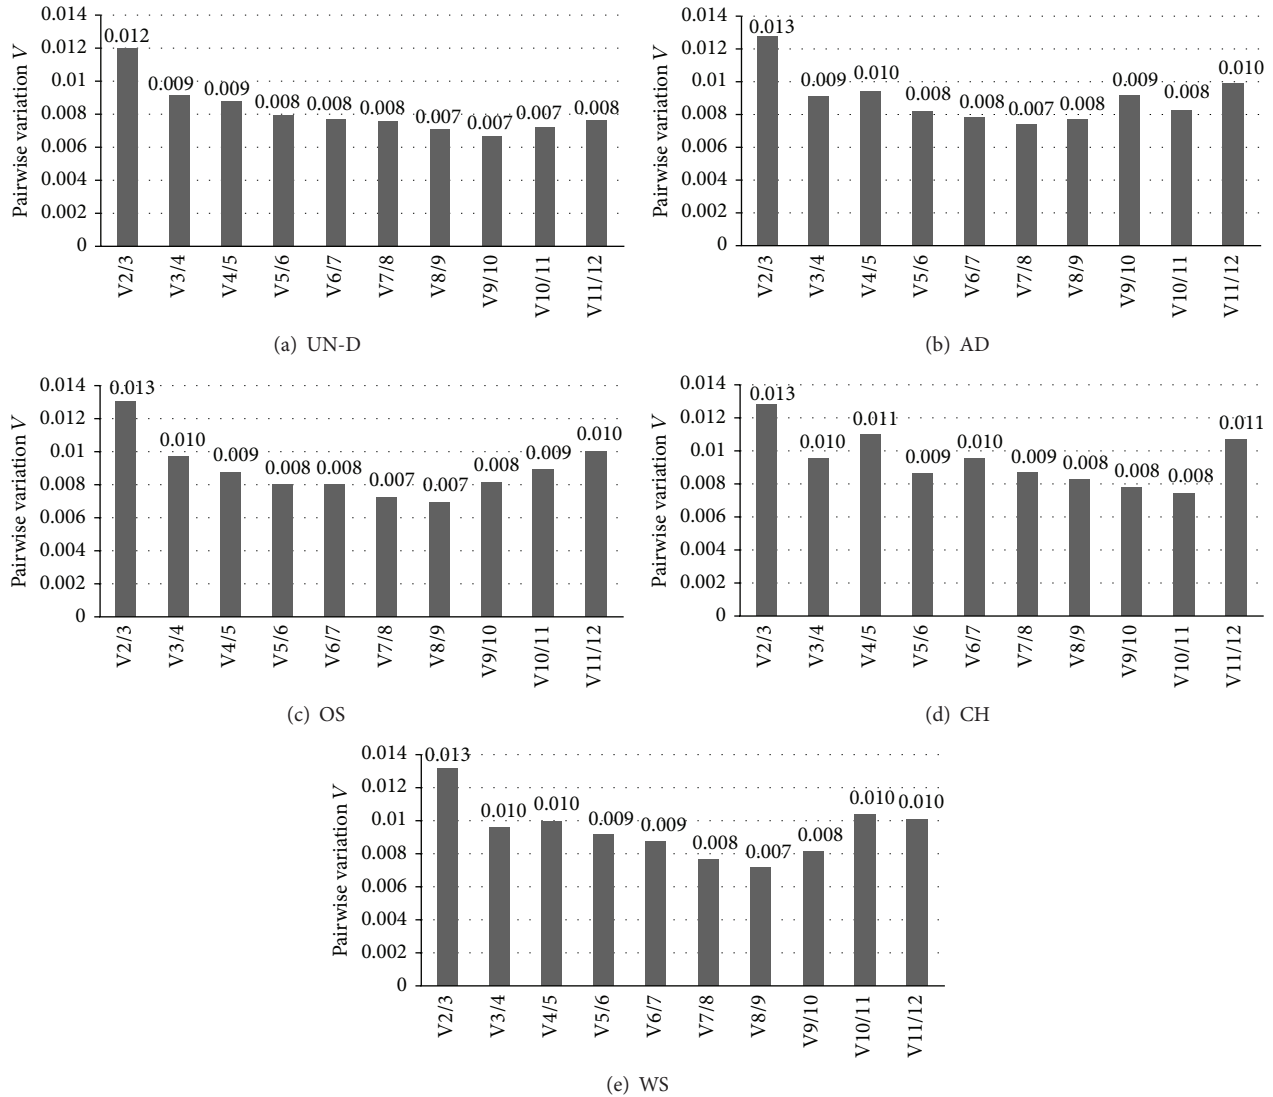 Pairwise variation V
0.014
0.012
0.01
0.008
0.006
0.004
0.002
0
0.012
0.009
0.009
0.008
0.008
0.008
0.007
0.007
0.007
0.008
V2/3
V3/4
V4/5
V5/6
V6/7
V7/8
V8/9
V9/10
V10/11
V11/12
(a) UN-D
Pairwise variation V
0.014
0.012
0.01
0.008
0.006
0.004
0.002
0
0.013
0.009
0.010
0.008
0.008
0.007
0.008
0.009
0.008
0.010
V2/3
V3/4
V4/5
V5/6
V6/7
V7/8
V8/9
V9/10
V10/11
V11/12
(b) AD
Pairwise variation V
0.014
0.012
0.01
0.008
0.006
0.004
0.002
0
0.013
0.010
0.009
0.008
0.008
0.007
0.007
0.008
0.009
0.010
V2/3
V3/4
V4/5
V5/6
V6/7
V7/8
V8/9
V9/10
V10/11
V11/12
(c) OS
Pairwise variation V
0.014
0.012
0.01
0.008
0.006
0.004
0.002
0
0.013
0.010
0.011
0.009
0.010
0.009
0.008
0.008
0.008
0.011
V2/3
V3/4
V4/5
V5/6
V6/7
V7/8
V8/9
V9/10
V10/11
V11/12
(d) CH
Pairwise variation V
0.014
0.012
0.01
0.008
0.006
0.004
0.002
0
0.013
0.010
0.010
0.009
0.009
0.008
0.007
0.008
0.010
0.010
V2/3
V3/4
V4/5
V5/6
V6/7
V7/8
V8/9
V9/10
V10/11
V11/12
(e) WS